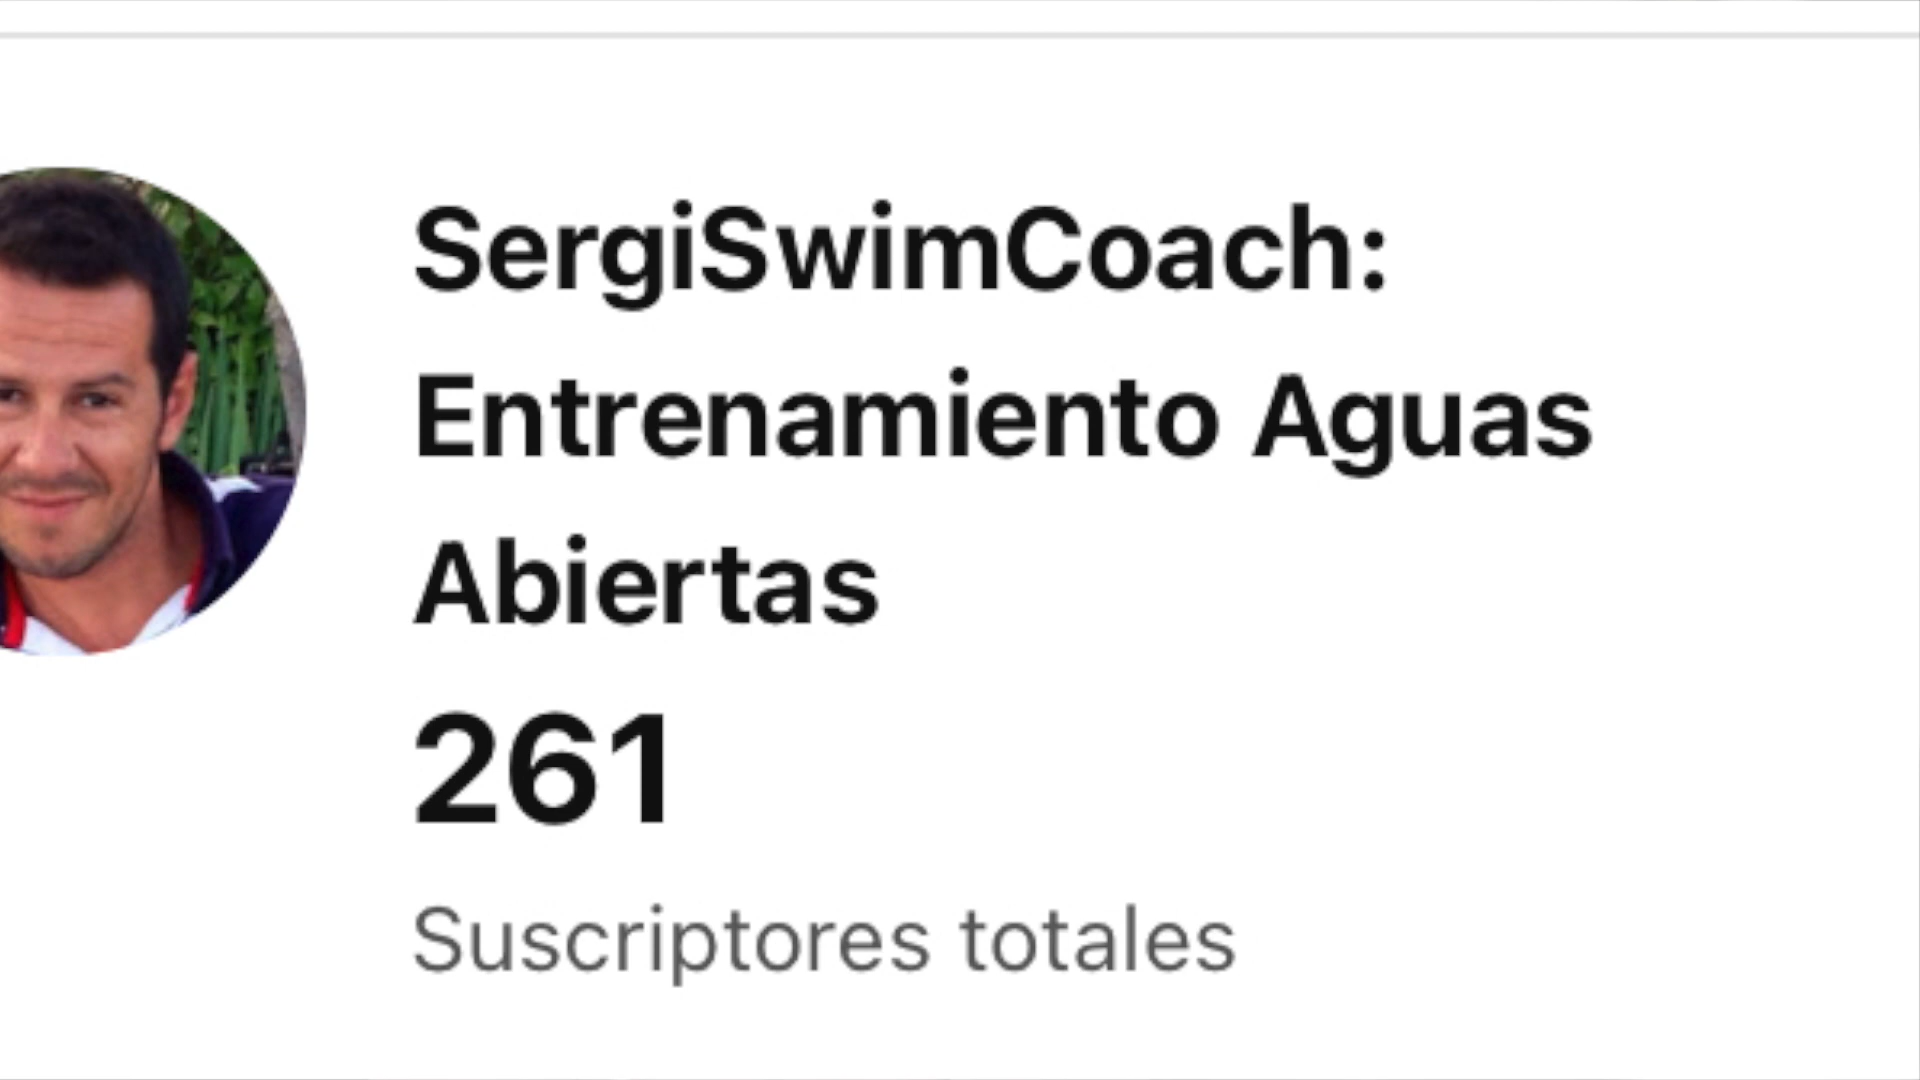 SergiSwimCoach:
Entrenamiento Aguas
Abiertas
261
Suscriptores totales